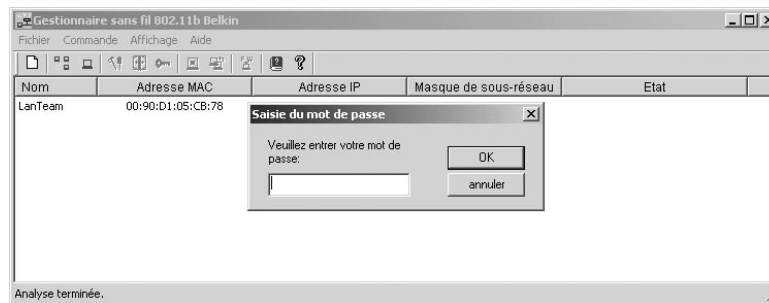 Gestionnaire sans fil 802.11b Belkin
Fichier Commande Affichage Aide
Nom Adresse MAC Adresse IP Masque de sous-réseau Etat
LanTeam 00:90:D1:05:CB:78
Saisie du mot de passe
Veuillez entrer votre mot de
passe:
OK
annuler
Analyse terminée.